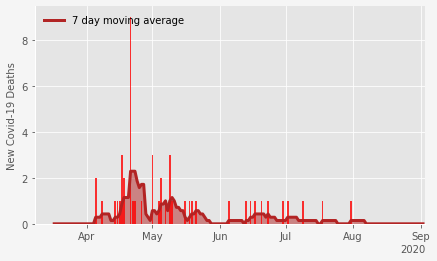 7 day moving average
New Covid-19 Deaths
8
6
4
2
0
Apr
May
Jun
Jul
Aug
Sep
2020